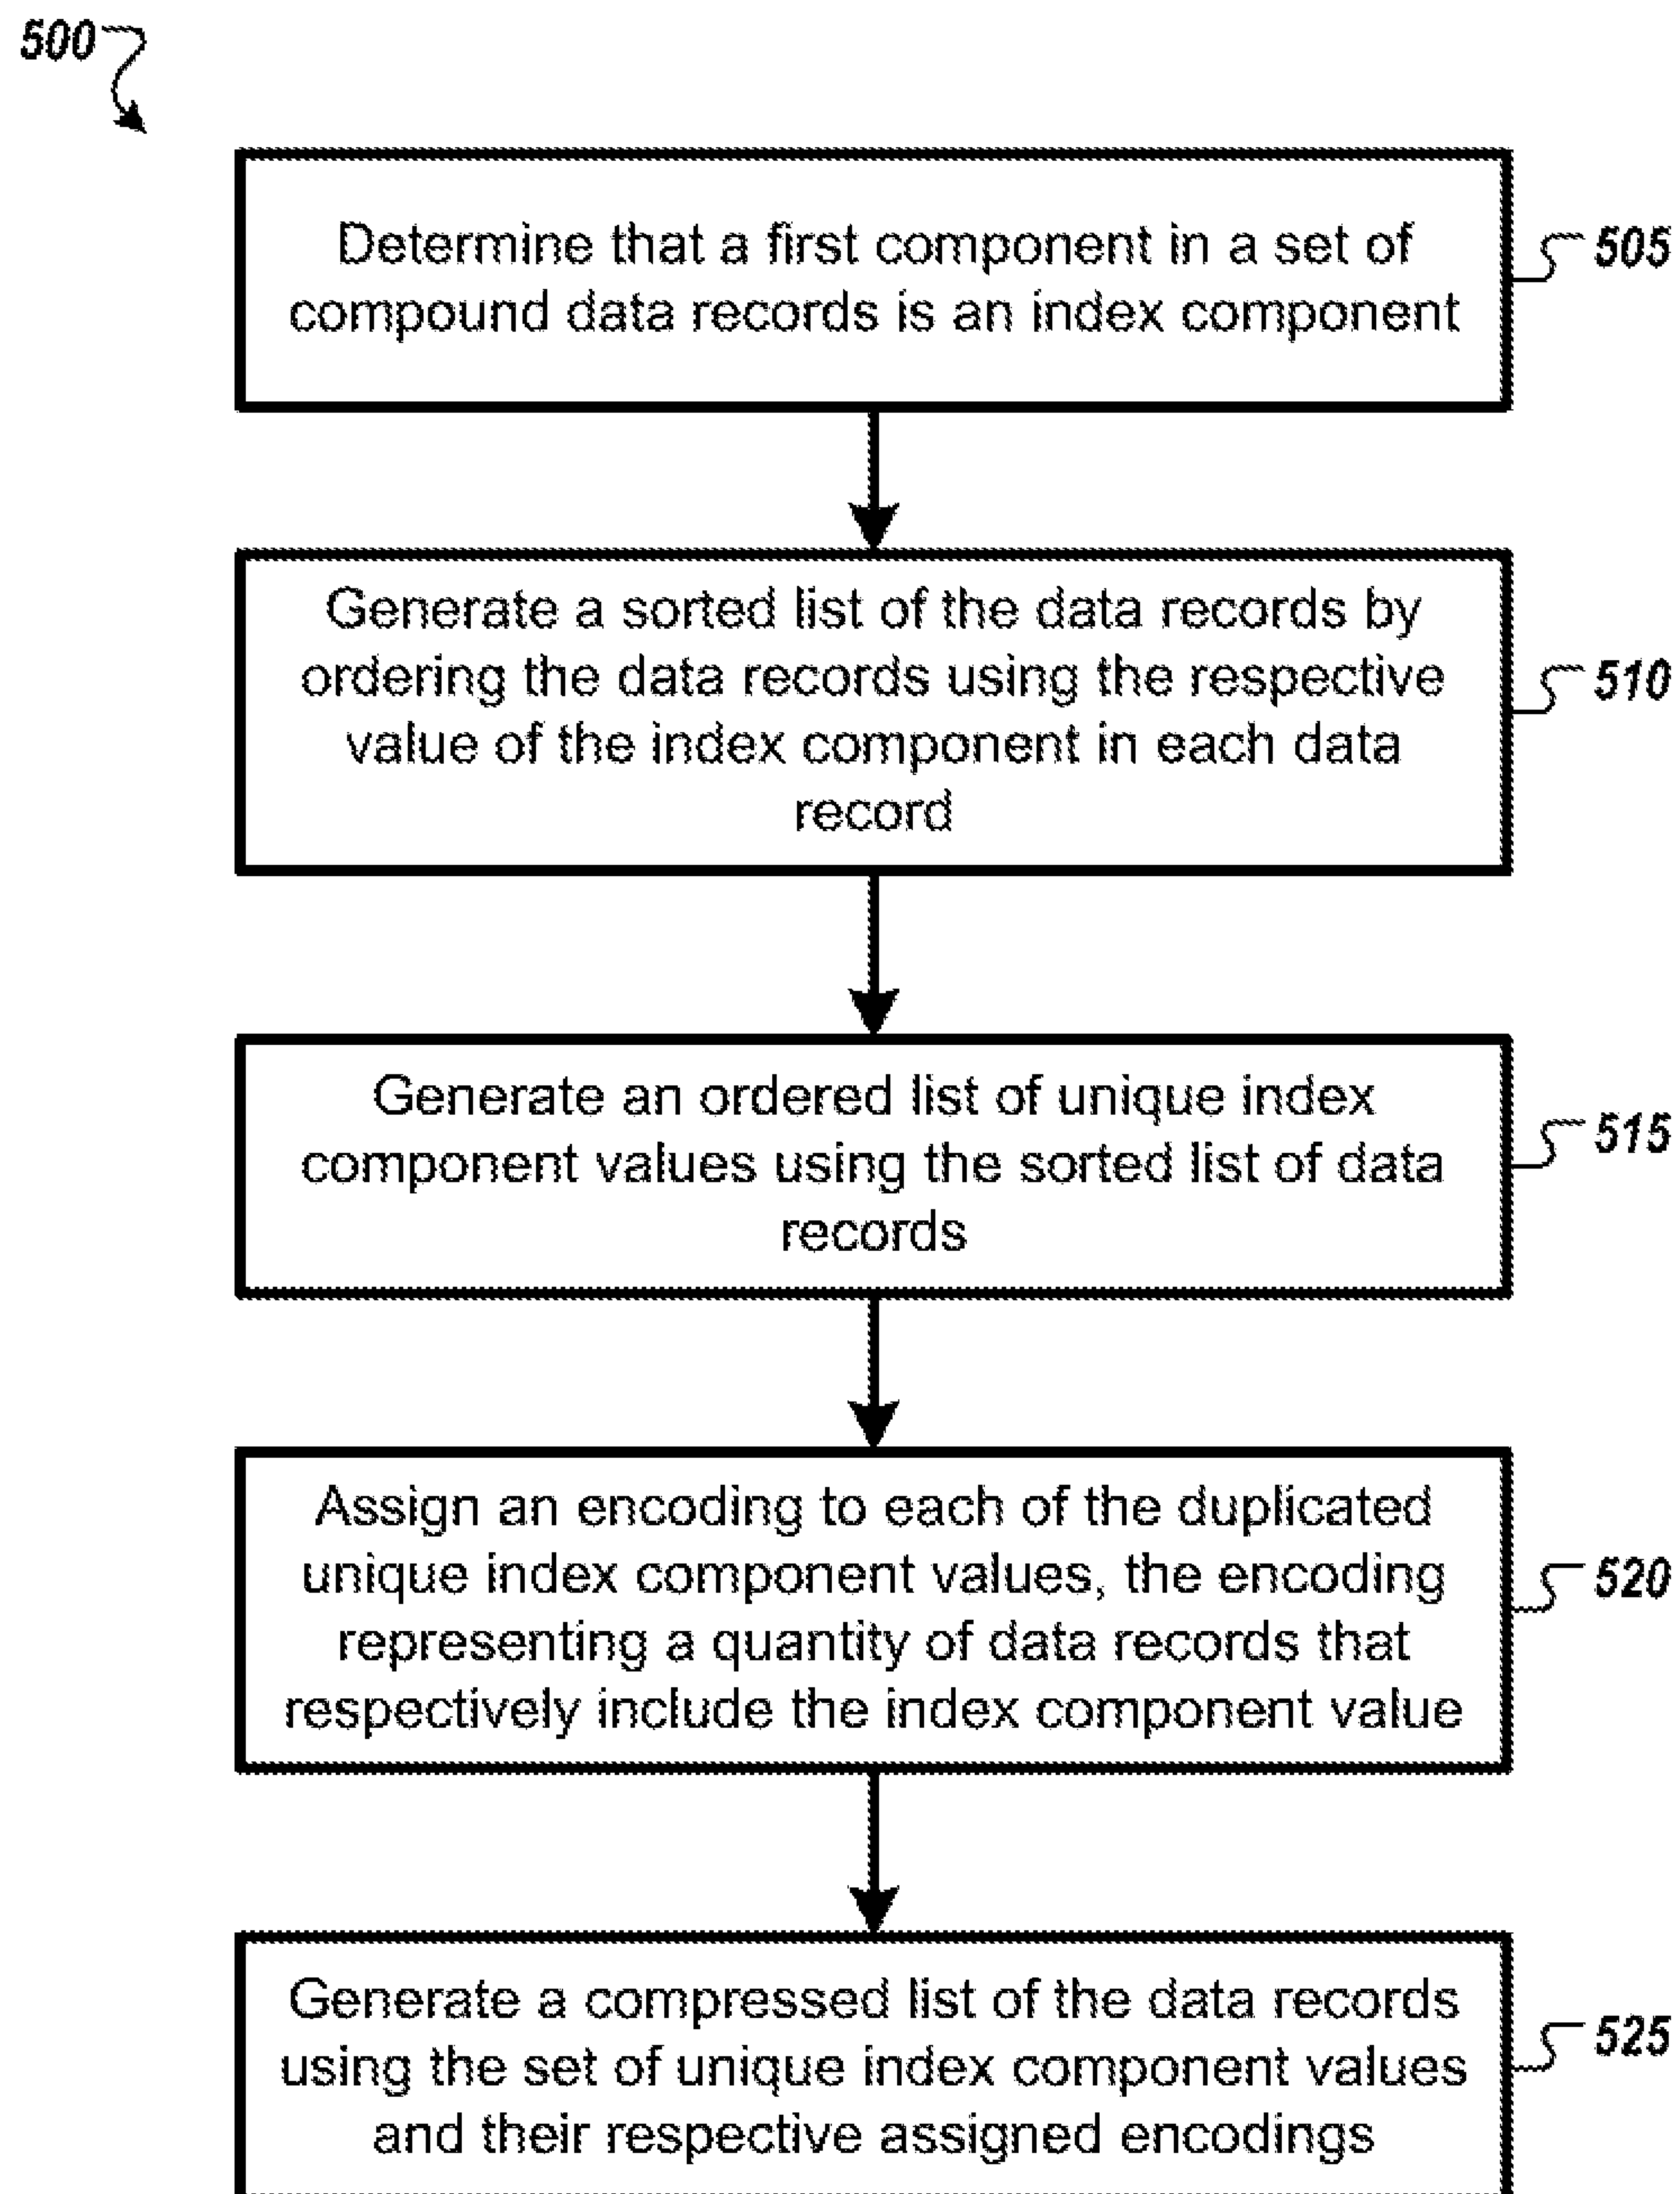 500
Determine that a first component in a set of
compound data records is an index component
505
Generate a sorted list of the data records by
ordering the data records using the respective
value of the index component in each data
record
510
Generate an ordered list of unique index
component values using the sorted list of data
records
515
Assign an encoding to each of the duplicated
unique index component values, the encoding
representing a quantity of data records that
respectively include the index component value
520
Generate a compressed list of the data records
using the set of unique index component values
and their respective assigned encodings
525